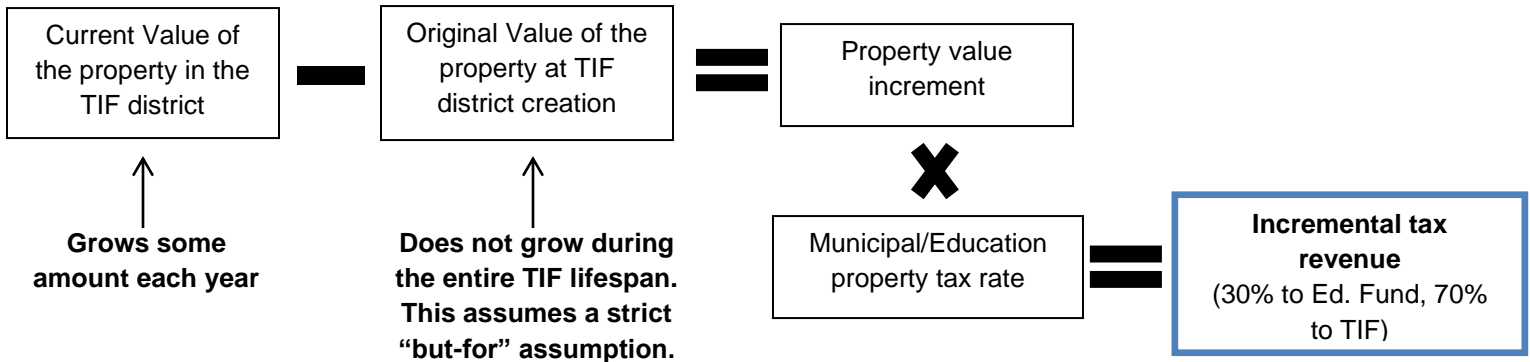 Current Value of
the property in the
TIF district
Original Value of the
property at TIF
district creation
Property value
increment
Grows some
amount each year
Does not grow during
the entire TIF lifespan.
This assumes a strict
“but-for” assumption.
Municipal/Education
property tax rate
Incremental tax
revenue
(30% to Ed. Fund, 70%
to TIF)